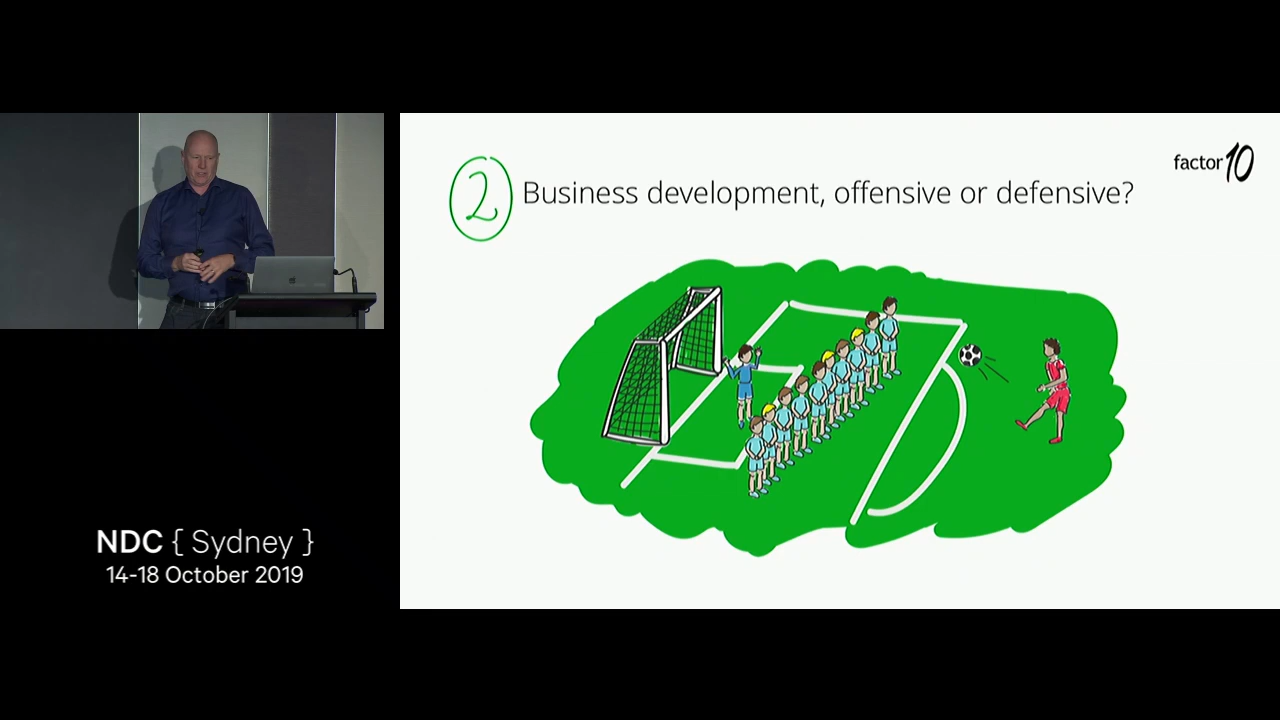 factor10
2 Business development, offensive or defensive?
NDC { Sydney }
14-18 October 2019